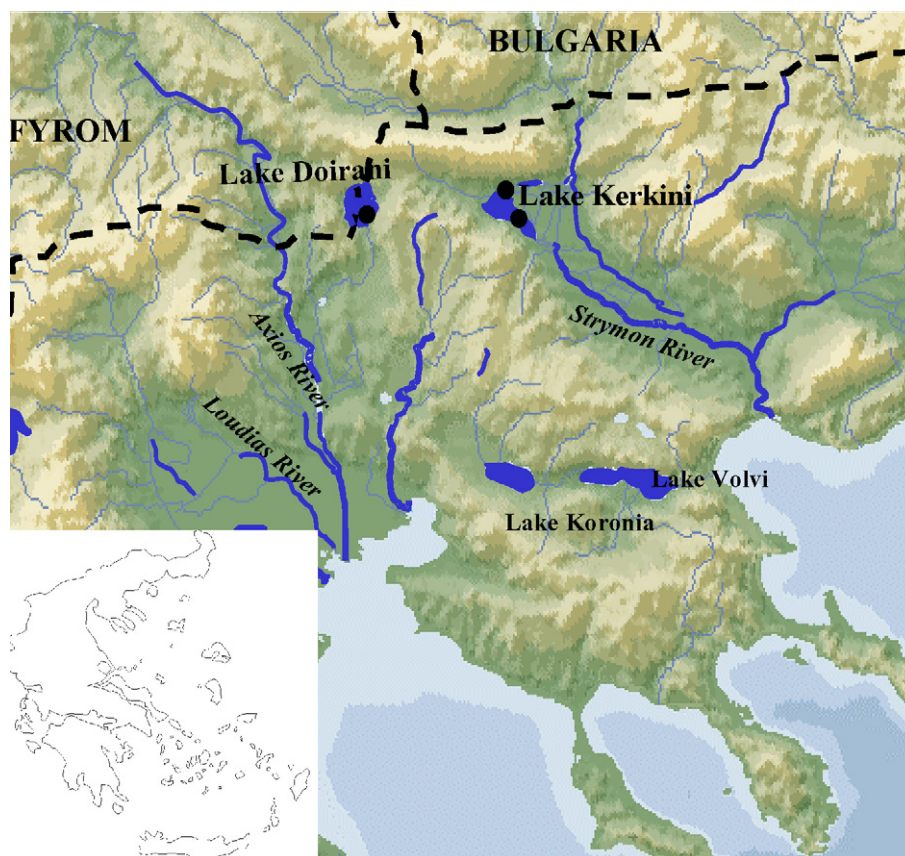 BULGARIA
FYROM
Lake Doirani
Lake Kerkini
Axios River
Strymon River
Loudias River
Lake Volvi
Lake Koronia